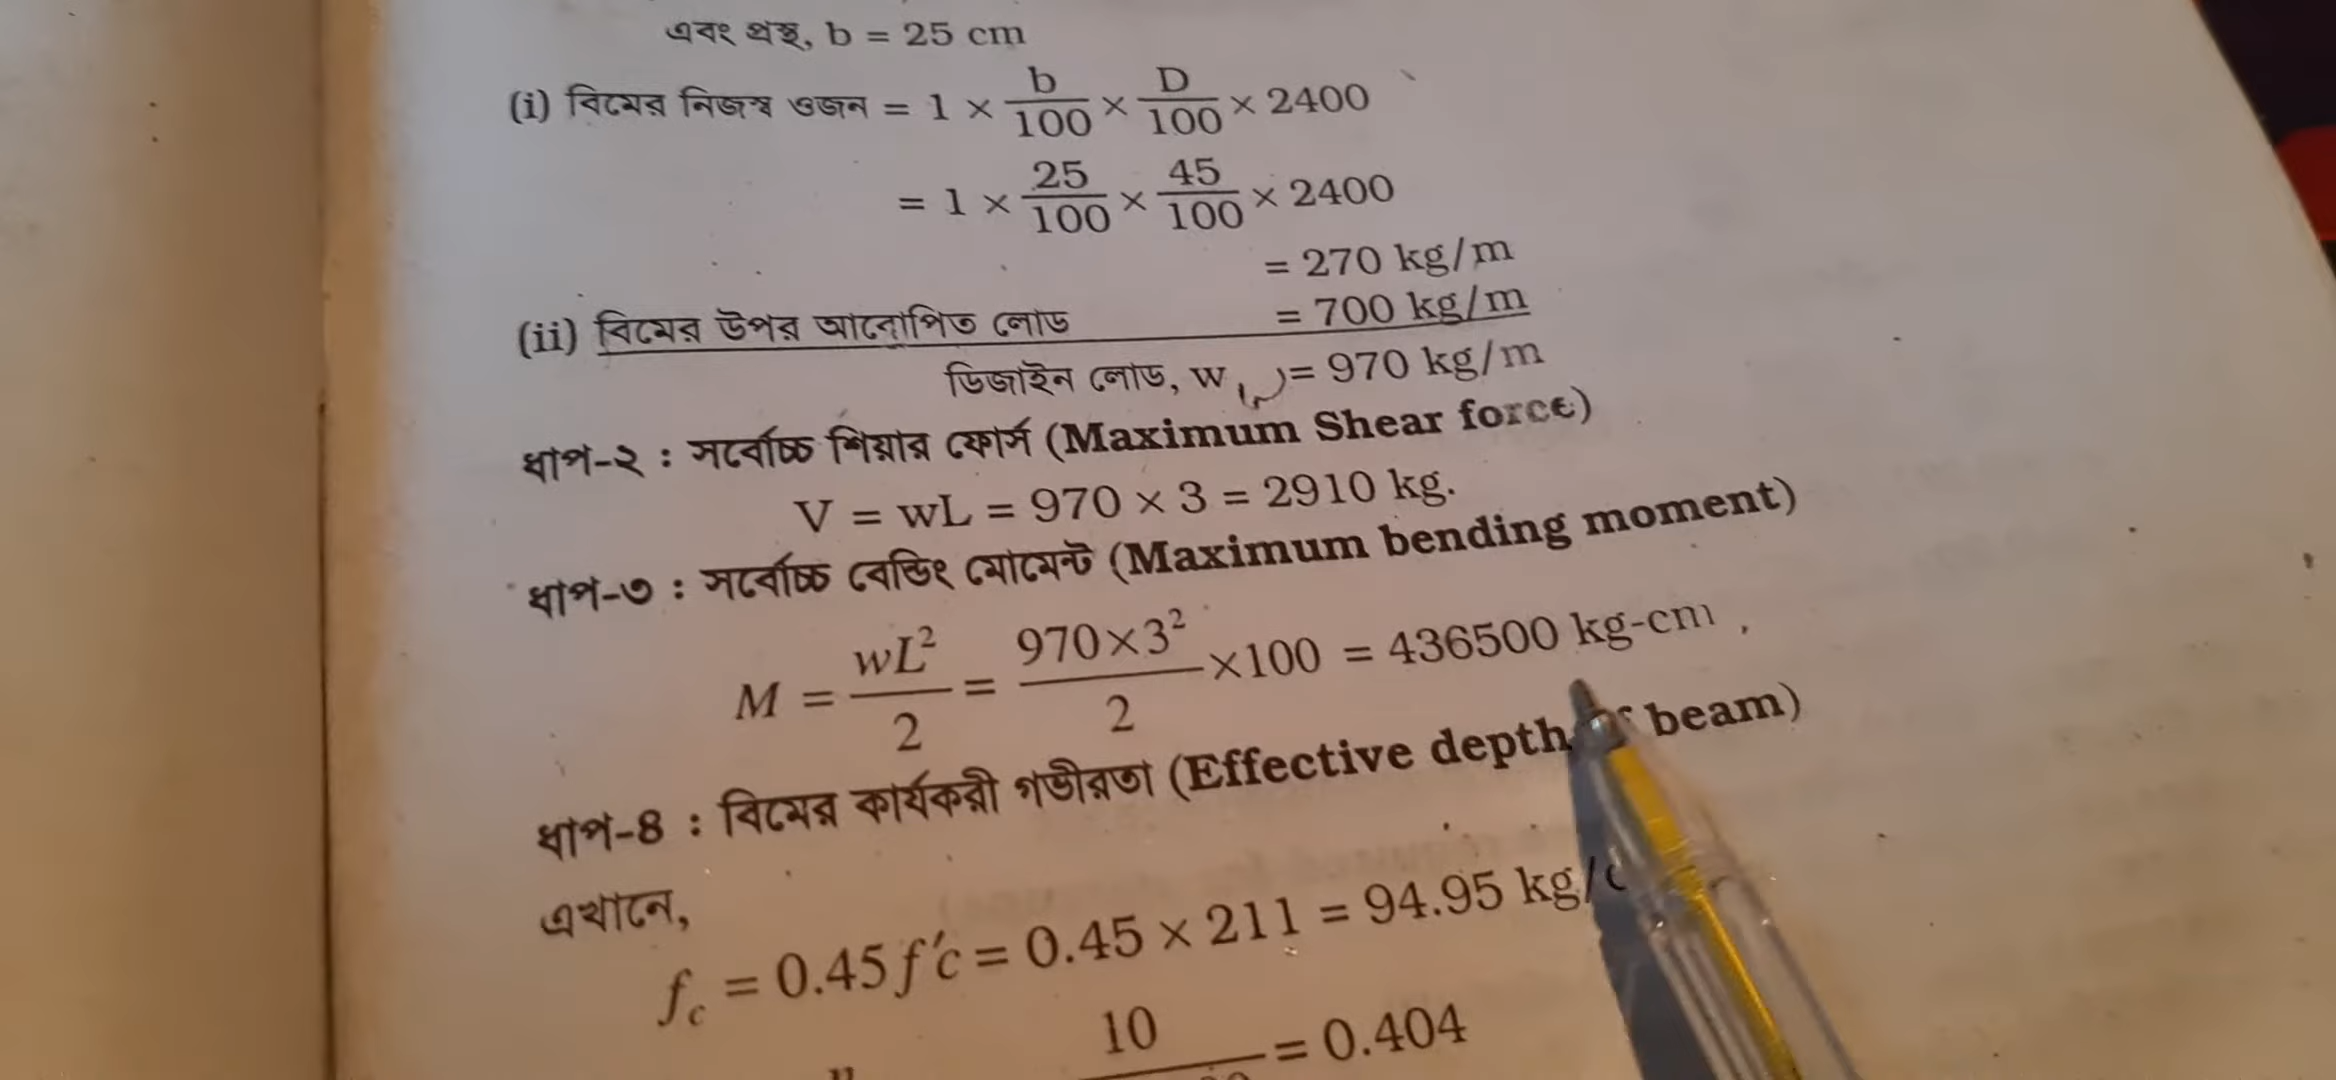 এবং প্রস্থ, b = 25 cm
(i) বিমের নিজস্ব ওজন = 1 × b/100 × D/100 × 2400
= 1 × 25/100 × 45/100 × 2400
= 270 kg/m
(ii) বিমের উপর আরোপিত লোড = 700 kg/m
ডিজাইন লোড, w = 970 kg/m
ধাপ-২ : সর্বোচ্চ শিয়ার ফোর্স (Maximum Shear force)
V = wL = 970 × 3 = 2910 kg.
ধাপ-৩ : সর্বোচ্চ বেন্ডিং মোমেন্ট (Maximum bending moment)
M = wL²/2 = 970×3²/2 ×100 = 436500 kg-cm
ধাপ-8 : বিমের কার্যকরী গভীরতা (Effective depth beam)
এখানে,
f_c = 0.45 f′c = 0.45 × 211 = 94.95 kg/
n 10 = 0.404